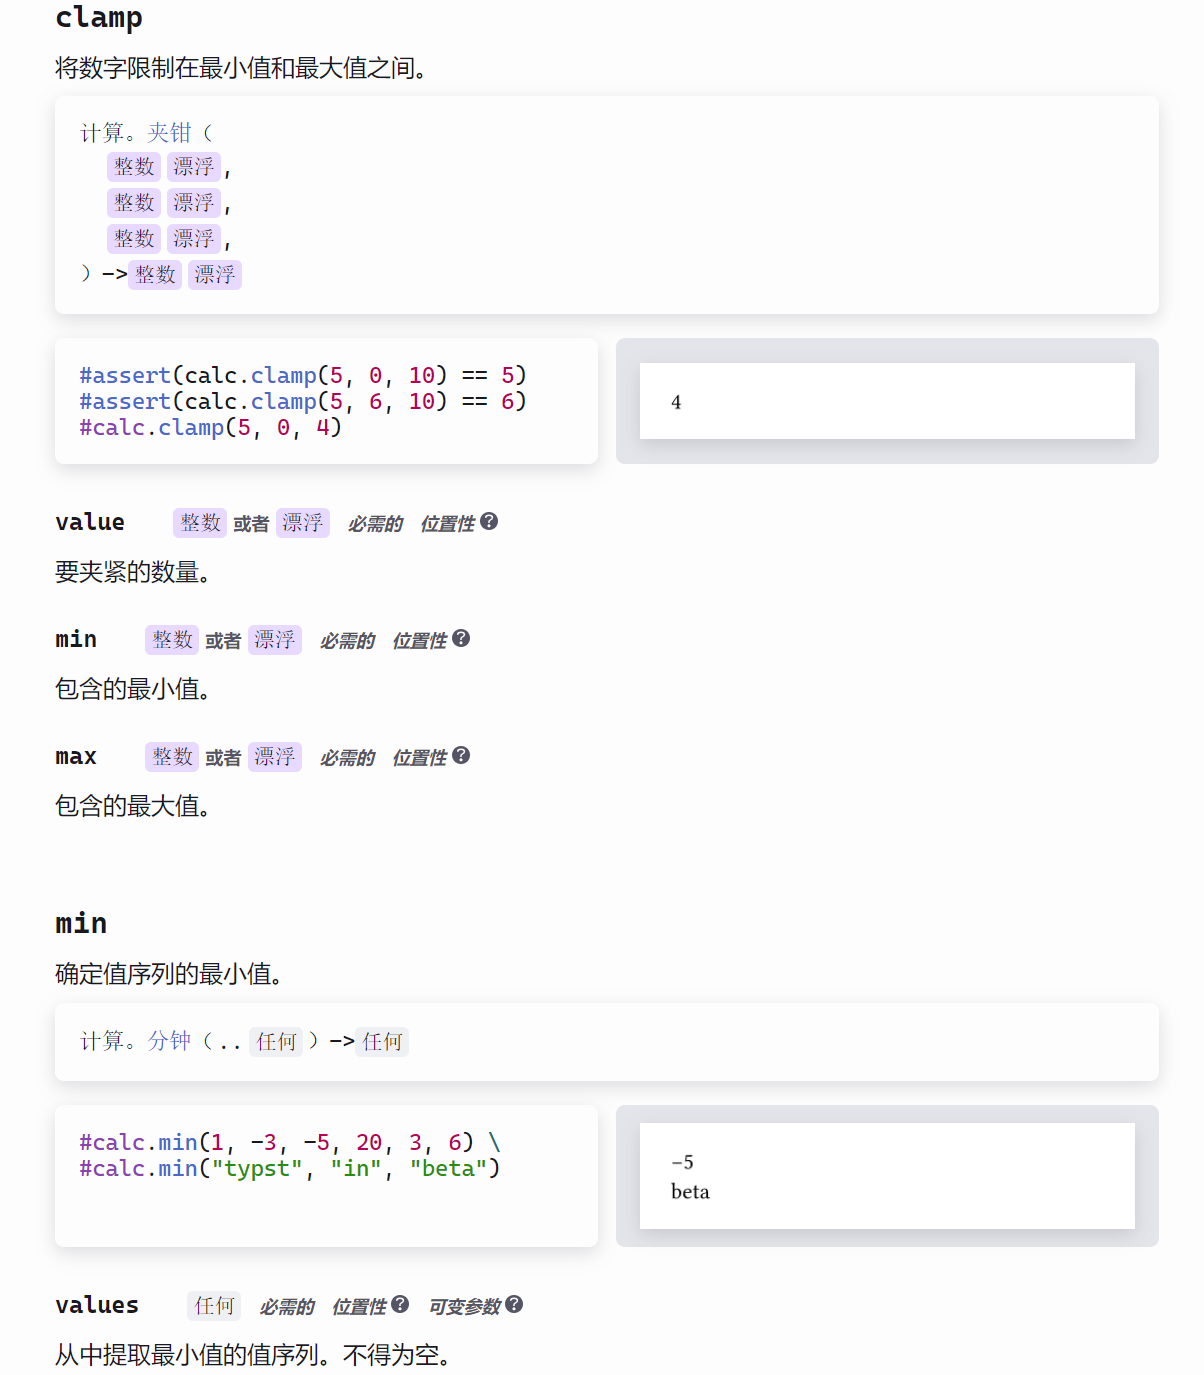 clamp
将数字限制在最小值和最大值之间。
计算。夹钳（
整数 漂浮，
整数 漂浮，
整数 漂浮，
）->整数 漂浮
#assert(calc.clamp(5, 0, 10) == 5)
#assert(calc.clamp(5, 6, 10) == 6)
#calc.clamp(5, 0, 4)
4
value 整数 或者 漂浮 必需的 位置性 ?
要夹紧的数量。
min 整数 或者 漂浮 必需的 位置性 ?
包含的最小值。
max 整数 或者 漂浮 必需的 位置性 ?
包含的最大值。
min
确定值序列的最小值。
计算。分钟（.. 任何 ）->任何
#calc.min(1, -3, -5, 20, 3, 6) \
#calc.min("typst", "in", "beta")
−5
beta
values 任何 必需的 位置性 ? 可变参数 ?
从中提取最小值的值序列。不得为空。